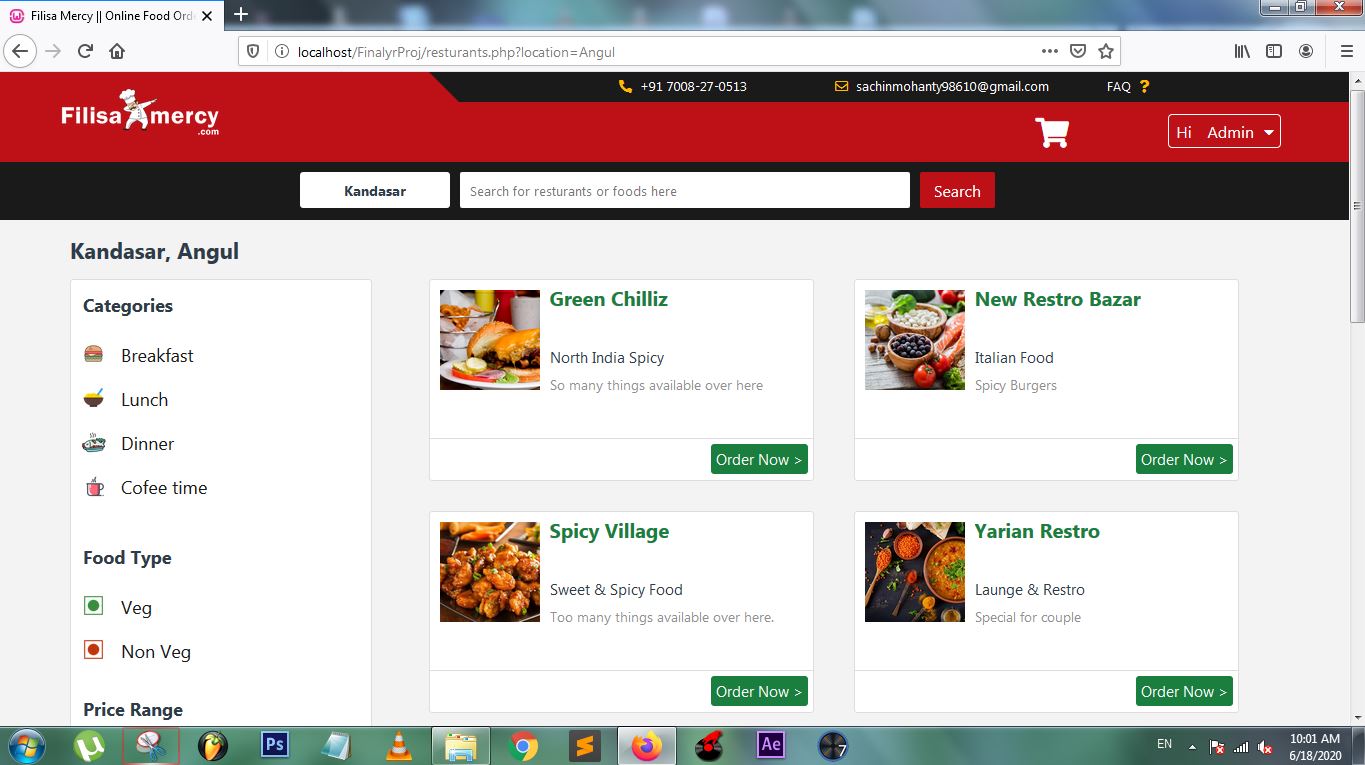 Filisa Mercy || Online Food Orde
localhost/FinalyrProj/resturants.php?location=Angul
+91 7008-27-0513
sachinmohanty98610@gmail.com
FAQ ?
Filisa mercy
.com
Hi Admin
Kandasar
Search for resturants or foods here
Search
Kandasar, Angul
Categories
Breakfast
Lunch
Dinner
Cofee time
Food Type
Veg
Non Veg
Price Range
Green Chilliz
North India Spicy
So many things available over here
Order Now >
New Restro Bazar
Italian Food
Spicy Burgers
Order Now >
Spicy Village
Sweet & Spicy Food
Too many things available over here.
Order Now >
Yarian Restro
Launge & Restro
Special for couple
Order Now >
Ps
Ae
7
EN
10:01 AM
6/18/2020